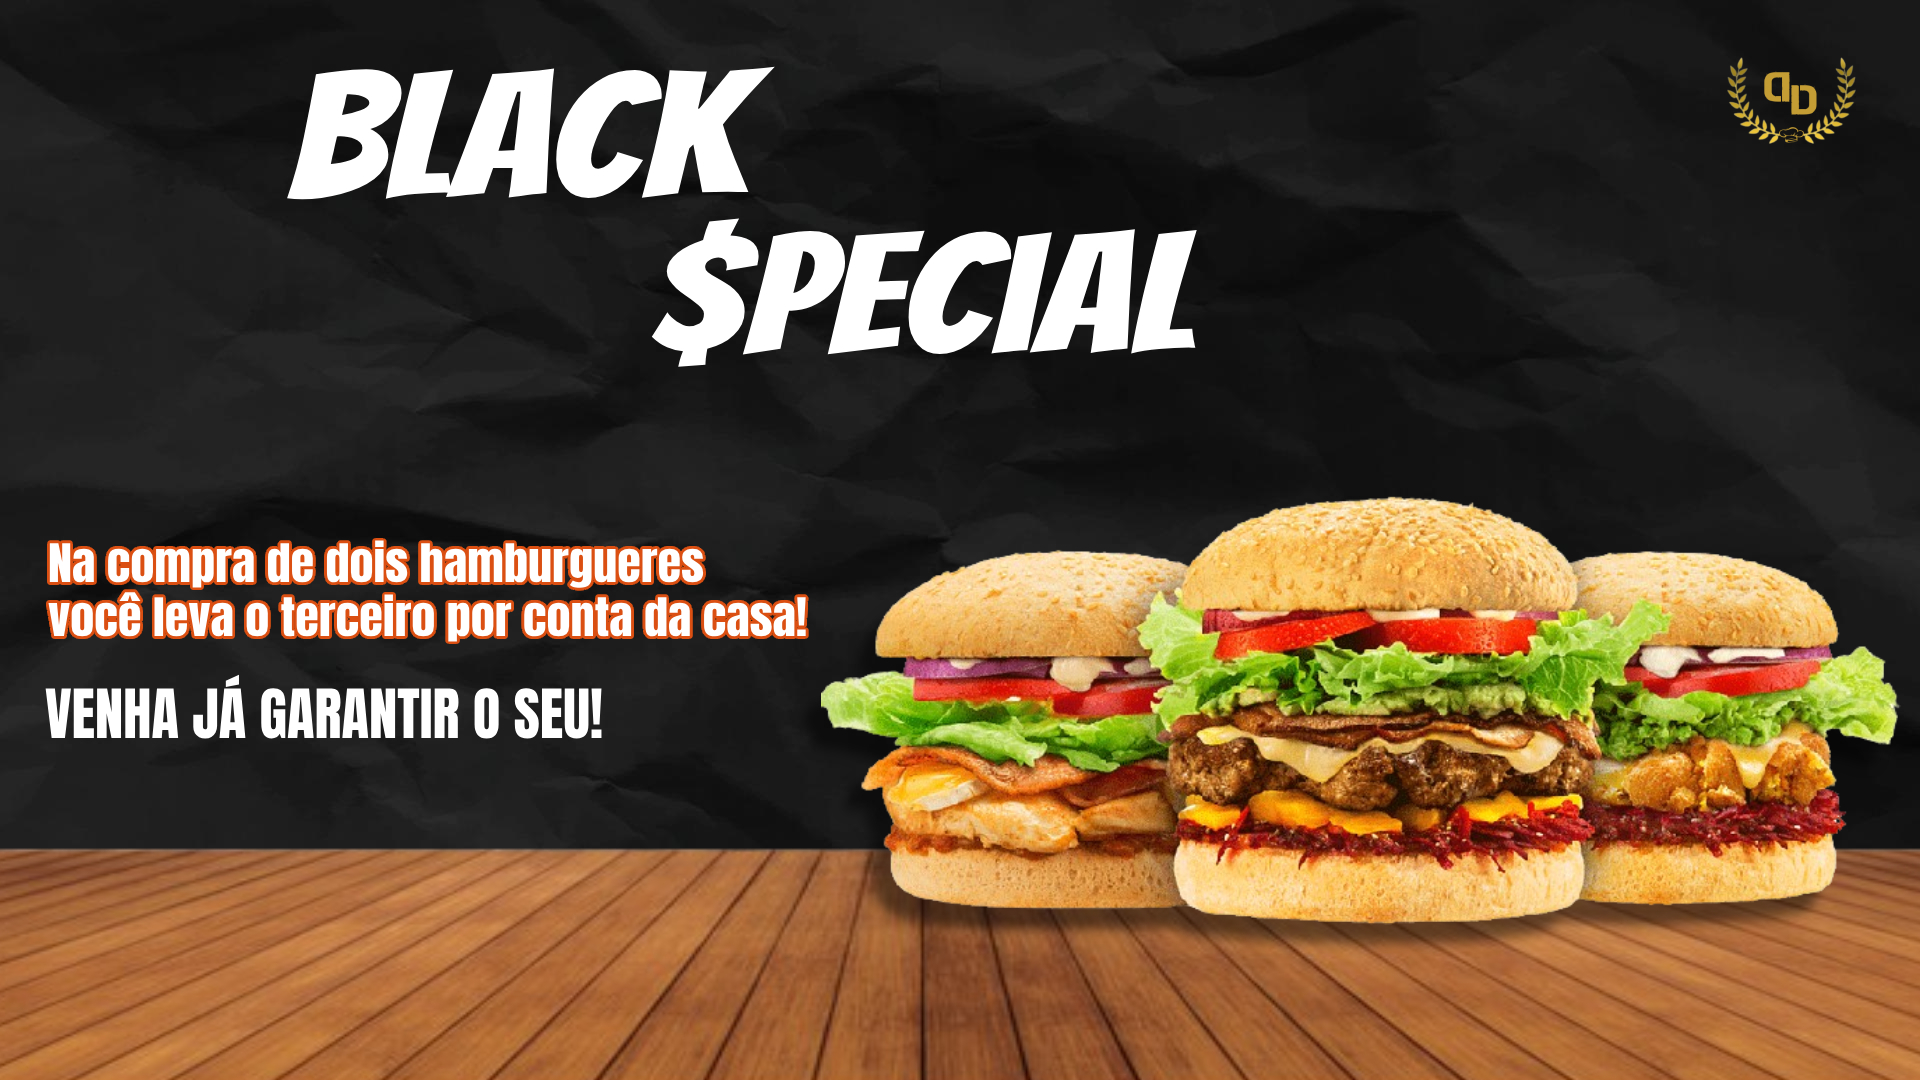 BLACK
$PECIAL
Na compra de dois hamburgueres
você leva o terceiro por conta da casa!
VENHA JÁ GARANTIR O SEU!